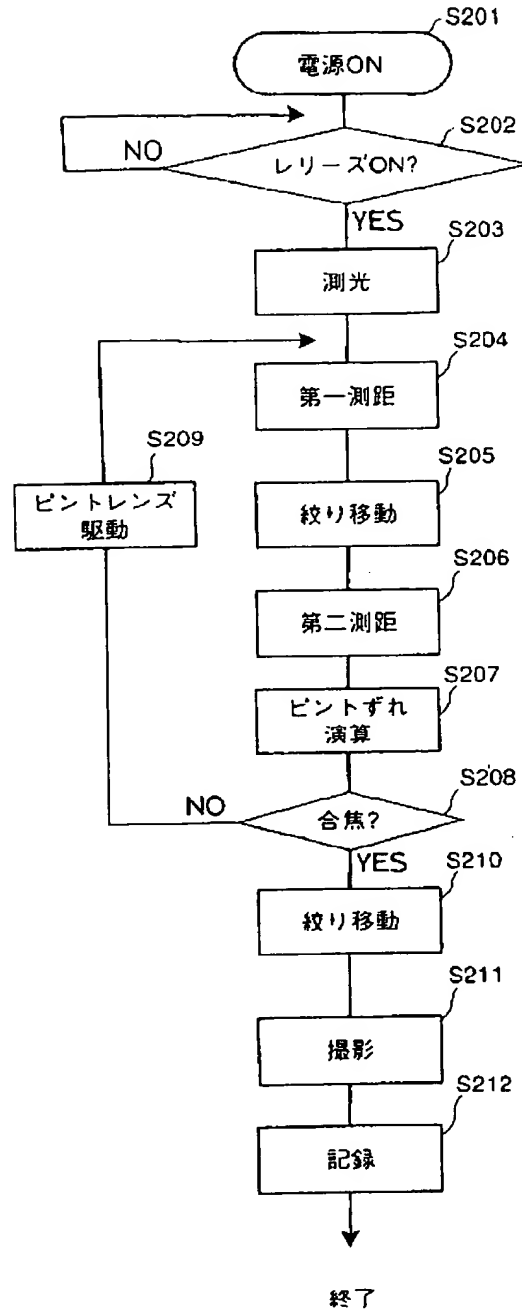 S201
電源ON
S202
レリーズON?
NO
YES
S203
測光
S204
第一測距
S205
絞り移動
S209
ピントレンズ
駆動
S206
第二測距
S207
ピントずれ
演算
S208
合焦?
NO
YES
S210
絞り移動
S211
撮影
S212
記録
終了